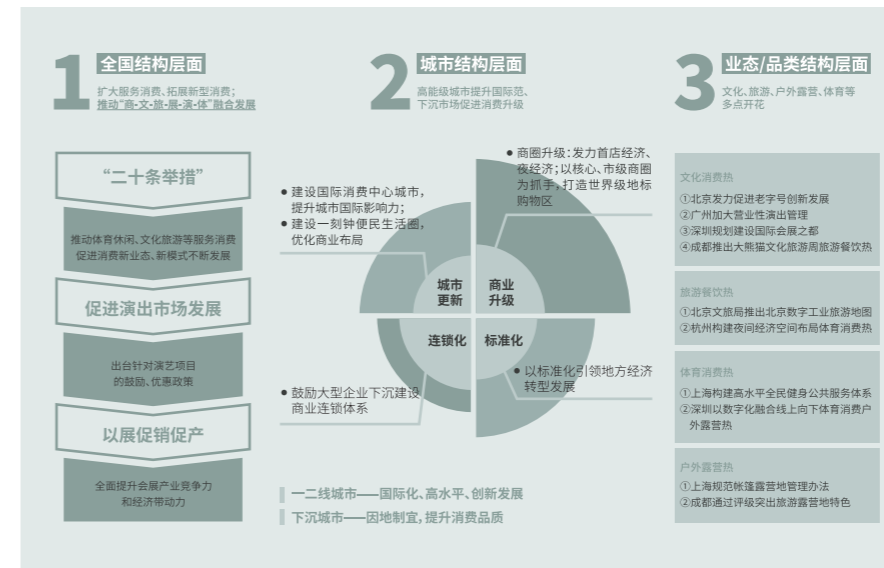 1
全国结构层面
扩大服务消费、拓展新型消费；
推动“商-文-旅-展-演-体”融合发展
“二十条举措”
推动体育休闲、文化旅游等服务消费
促进消费新业态、新模式不断发展
促进演出市场发展
出台针对演艺项目
的鼓励、优惠政策
以展促销促产
全面提升会展产业竞争力
和经济带动力
2
城市结构层面
高能级城市提升国际范、
下沉市场促进消费升级
● 建设国际消费中心城市，
提升城市国际影响力；
● 建设一刻钟便民生活圈，
优化商业布局
● 商圈升级：发力首店经济、
夜经济；以核心、市级商圈
为抓手，打造世界级地标
购物区
城市
更新
商业
升级
连锁化
标准化
● 鼓励大型企业下沉建设
商业连锁体系
● 以标准化引领地方经济
转型发展
一二线城市——国际化、高水平、创新发展
下沉城市——因地制宜，提升消费品质
3
业态/品类结构层面
文化、旅游、户外露营、体育等
多点开花
文化消费热
①北京发力促进老字号创新发展
②广州加大营业性演出管理
③深圳规划建设国际会展之都
④成都推出大熊猫文化旅游周旅游餐饮热
旅游餐饮热
①北京文旅局推出北京数字工业旅游地图
②杭州构建夜间经济空间布局体育消费热
体育消费热
①上海构建高水平全民健身公共服务体系
②深圳以数字化融合线上向下体育消费户
外露营热
户外露营热
①上海规范帐篷露营地管理办法
②成都通过评级突出旅游露营地特色